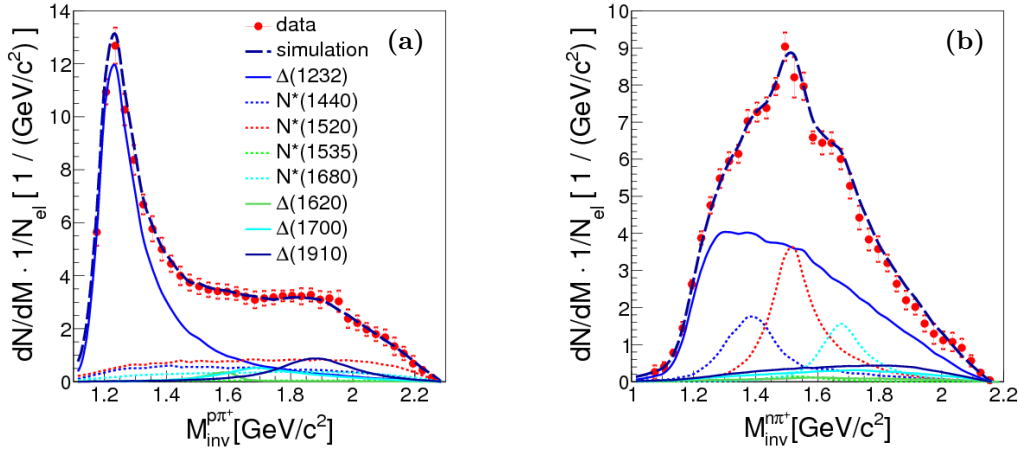 (a)
data
simulation
Δ(1232)
N*(1440)
N*(1520)
N*(1535)
N*(1680)
Δ(1620)
Δ(1700)
Δ(1910)
dN/dM · 1/N_el [ 1 / (GeV/c²) ]
14
12
10
8
6
4
2
0
1.2 1.4 1.6 1.8 2 2.2
M_inv^pπ⁺[GeV/c²]
(b)
dN/dM · 1/N_el [ 1 / (GeV/c²) ]
10
9
8
7
6
5
4
3
2
1
0
1 1.2 1.4 1.6 1.8 2 2.2
M_inv^nπ⁺[GeV/c²]